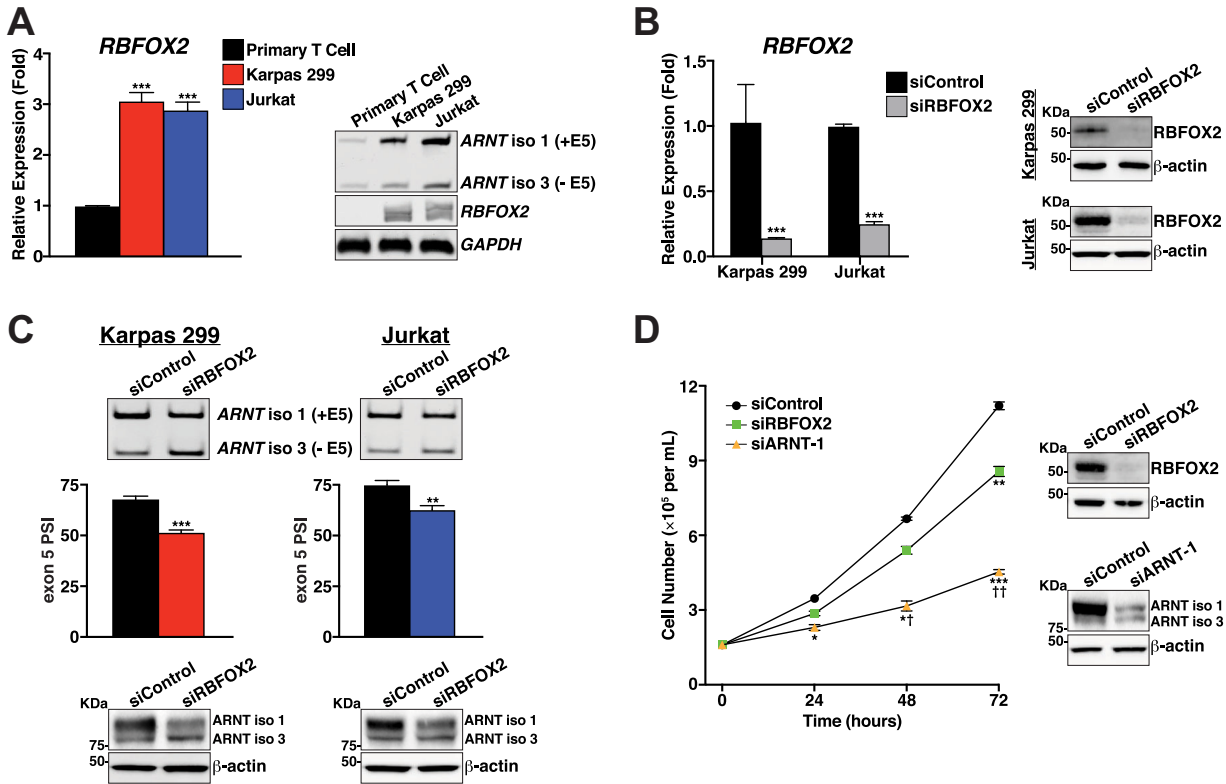 A
RBFOX2
Relative Expression (Fold)
4
3
2
1
0
***
***
Primary T Cell
Karpas 299
Jurkat
Primary T Cell
Karpas 299
Jurkat
ARNT iso 1 (+E5)
ARNT iso 3 (- E5)
RBFOX2
GAPDH
B
RBFOX2
Relative Expression (Fold)
1.5
1.0
0.5
0.0
***
***
Karpas 299
Jurkat
siControl
siRBFOX2
siControl
siRBFOX2
Karpas 299
KDa
50
RBFOX2
50
β-actin
Jurkat
KDa
50
RBFOX2
50
β-actin
C
Karpas 299
siControl
siRBFOX2
ARNT iso 1 (+E5)
ARNT iso 3 (- E5)
Jurkat
siControl
siRBFOX2
exon 5 PSI
75
50
25
0
***
exon 5 PSI
75
50
25
0
**
siControl
siRBFOX2
KDa
75
50
ARNT iso 1
ARNT iso 3
β-actin
siControl
siRBFOX2
KDa
75
50
ARNT iso 1
ARNT iso 3
β-actin
D
Cell Number (×10⁵ per mL)
12
9
6
3
0
siControl
siRBFOX2
siARNT-1
*
*†
**
***
††
0
24
48
72
Time (hours)
siControl
siRBFOX2
KDa
50
RBFOX2
50
β-actin
siControl
siARNT-1
KDa
75
50
ARNT iso 1
ARNT iso 3
β-actin